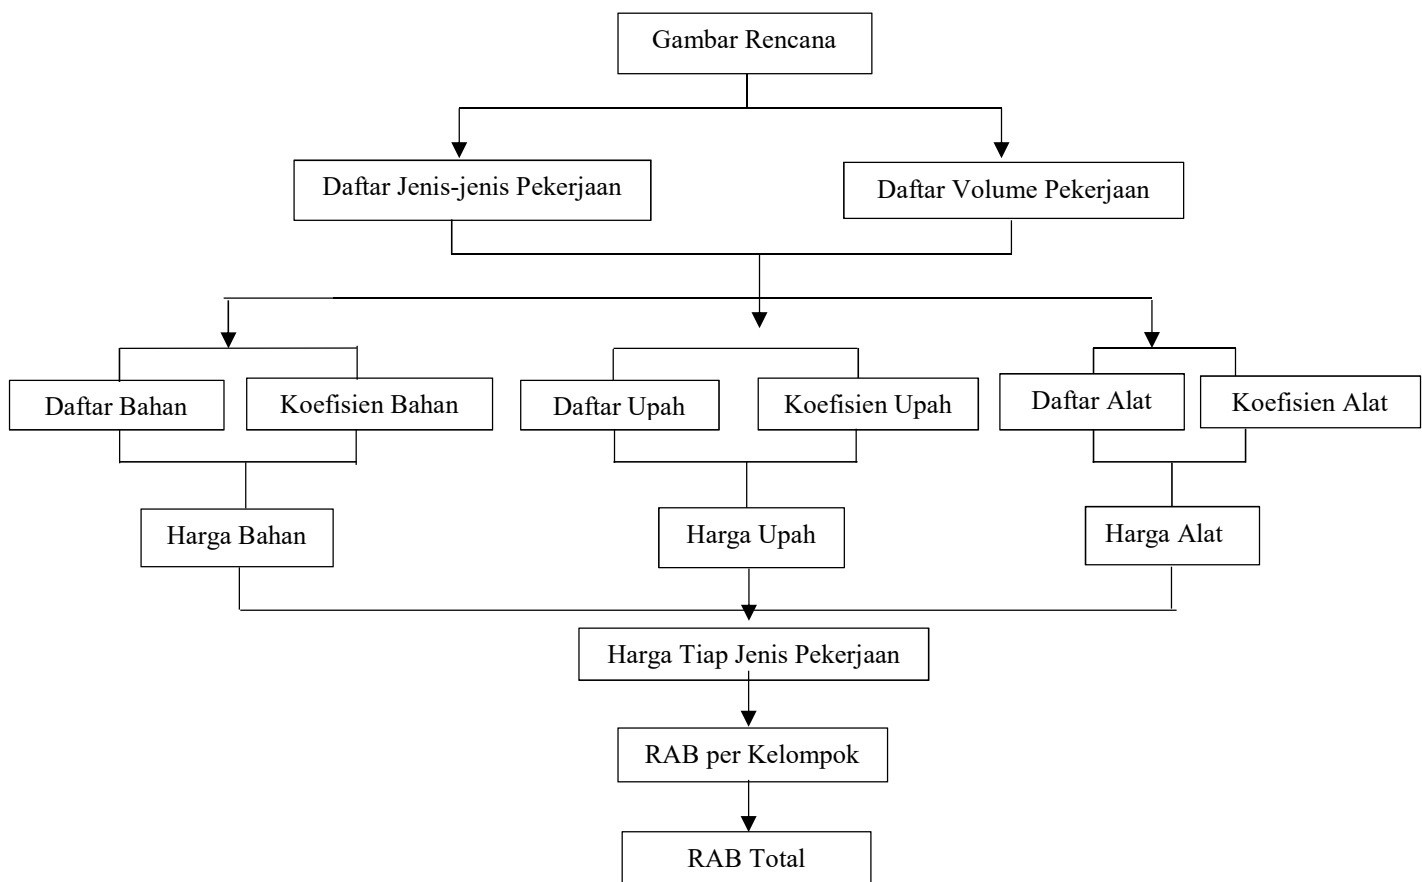 Gambar Rencana
Daftar Jenis-jenis Pekerjaan
Daftar Volume Pekerjaan
Daftar Bahan
Koefisien Bahan
Daftar Upah
Koefisien Upah
Daftar Alat
Koefisien Alat
Harga Bahan
Harga Upah
Harga Alat
Harga Tiap Jenis Pekerjaan
RAB per Kelompok
RAB Total